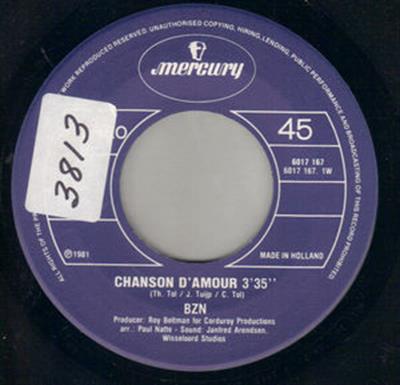 WORK REPRODUCED RESERVED. UNAUTHORISED COPYING, HIRING, LENDING, PUBLIC PERFORMANCE AND BROADCASTING OF THIS RECORD PROHIBITED
mercury
3813
O
45
6017 167
6017 167. 1W
℗1981
MADE IN HOLLAND
ALL RIGHTS OF THE
CHANSON D'AMOUR 3'35''
(Th. Tol / J. Tuijp / C. Tol)
BZN
Producer: Roy Beltman for Corduroy Productions
arr.: Paul Natte - Sound: Janfred Arendsen.
Wisseloord Studios